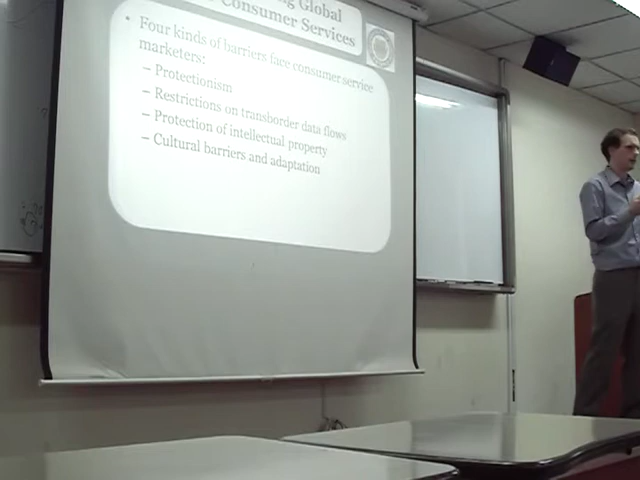 Global
Consumer Services
• Four kinds of barriers face consumer service
marketers:
– Protectionism
– Restrictions on transborder data flows
– Protection of intellectual property
– Cultural barriers and adaptation